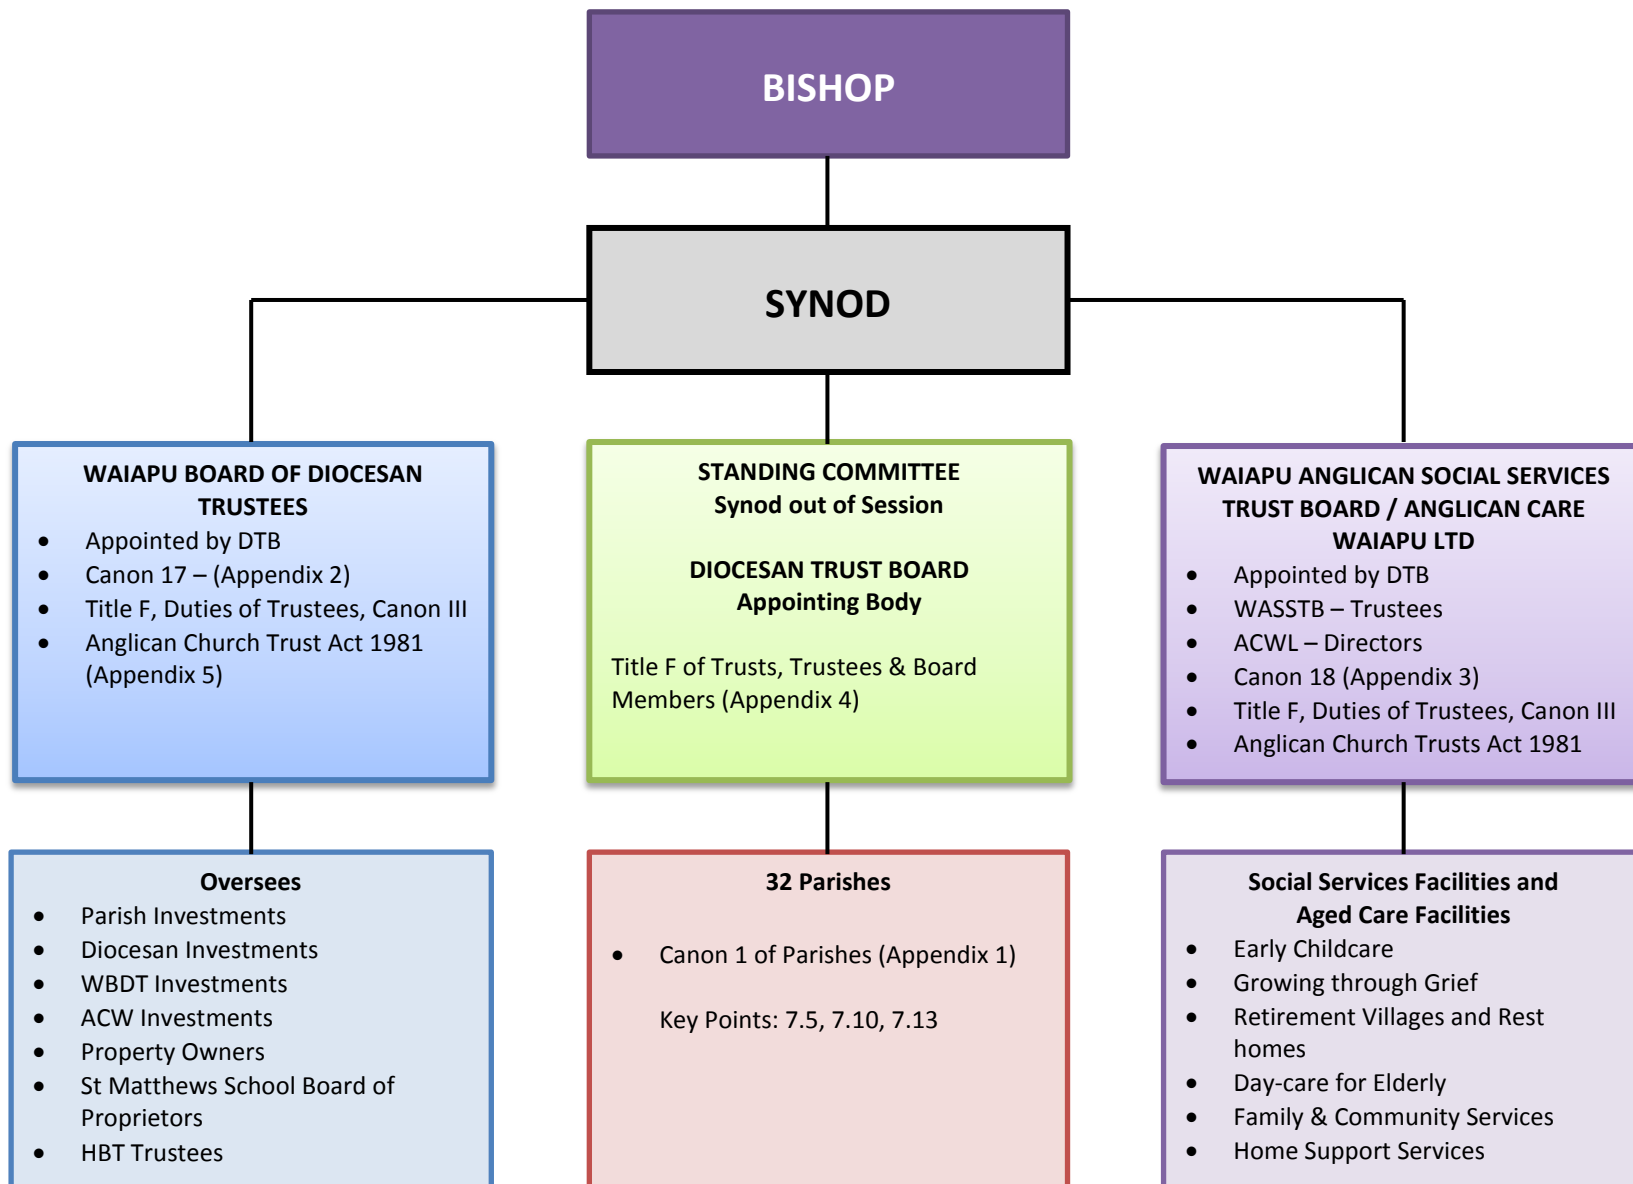 BISHOP
SYNOD
WAIAPU BOARD OF DIOCESAN
TRUSTEES
• Appointed by DTB
• Canon 17 – (Appendix 2)
• Title F, Duties of Trustees, Canon III
• Anglican Church Trust Act 1981
(Appendix 5)
STANDING COMMITTEE
Synod out of Session
DIOCESAN TRUST BOARD
Appointing Body
Title F of Trusts, Trustees & Board
Members (Appendix 4)
WAIAPU ANGLICAN SOCIAL SERVICES
TRUST BOARD / ANGLICAN CARE
WAIAPU LTD
• Appointed by DTB
• WASSTB – Trustees
• ACWL – Directors
• Canon 18 (Appendix 3)
• Title F, Duties of Trustees, Canon III
• Anglican Church Trusts Act 1981
Oversees
• Parish Investments
• Diocesan Investments
• WBDT Investments
• ACW Investments
• Property Owners
• St Matthews School Board of
Proprietors
• HBT Trustees
32 Parishes
• Canon 1 of Parishes (Appendix 1)
Key Points: 7.5, 7.10, 7.13
Social Services Facilities and
Aged Care Facilities
• Early Childcare
• Growing through Grief
• Retirement Villages and Rest
homes
• Day-care for Elderly
• Family & Community Services
• Home Support Services